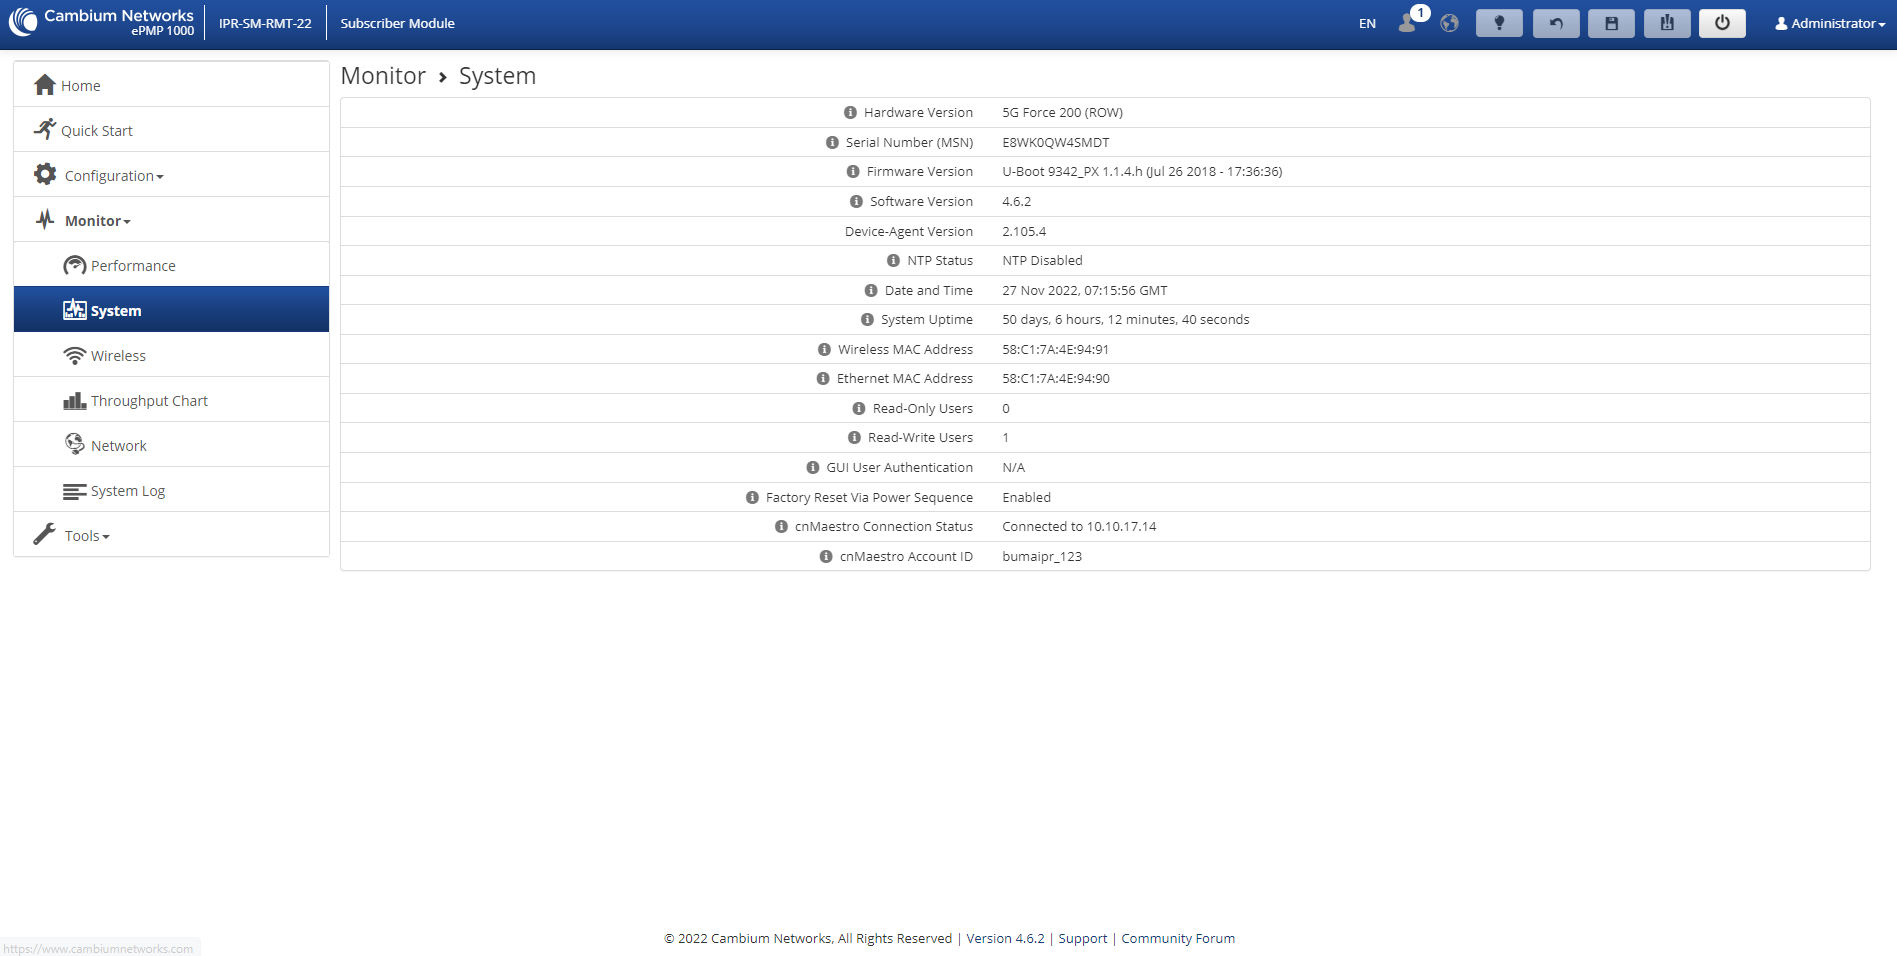 Cambium Networks
ePMP 1000
IPR-SM-RMT-22
Subscriber Module
EN
1
Administrator
Home
Quick Start
Configuration
Monitor
Performance
System
Wireless
Throughput Chart
Network
System Log
Tools
Monitor > System
Hardware Version 5G Force 200 (ROW)
Serial Number (MSN) E8WK0QW4SMDT
Firmware Version U-Boot 9342_PX 1.1.4.h (Jul 26 2018 - 17:36:36)
Software Version 4.6.2
Device-Agent Version 2.105.4
NTP Status NTP Disabled
Date and Time 27 Nov 2022, 07:15:56 GMT
System Uptime 50 days, 6 hours, 12 minutes, 40 seconds
Wireless MAC Address 58:C1:7A:4E:94:91
Ethernet MAC Address 58:C1:7A:4E:94:90
Read-Only Users 0
Read-Write Users 1
GUI User Authentication N/A
Factory Reset Via Power Sequence Enabled
cnMaestro Connection Status Connected to 10.10.17.14
cnMaestro Account ID bumaipr_123
© 2022 Cambium Networks, All Rights Reserved | Version 4.6.2 | Support | Community Forum
https://www.cambiumnetworks.com